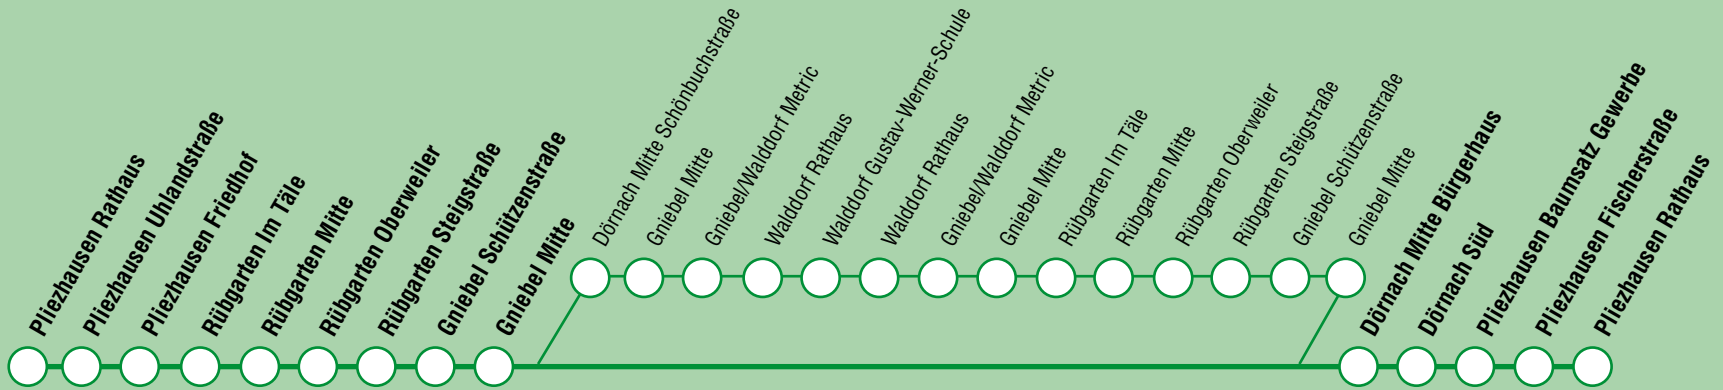 Pliezhausen Rathaus
Pliezhausen Uhlandstraße
Pliezhausen Friedhof
Rübgarten Im Täle
Rübgarten Mitte
Rübgarten Oberweiler
Rübgarten Steigstraße
Gniebel Schützenstraße
Gniebel Mitte
Dörnach Mitte Schönbuchstraße
Gniebel Mitte
Gniebel/Walddorf Metric
Walddorf Rathaus
Walddorf Gustav-Werner-Schule
Walddorf Rathaus
Gniebel/Walddorf Metric
Gniebel Mitte
Rübgarten Im Täle
Rübgarten Mitte
Rübgarten Oberweiler
Rübgarten Steigstraße
Gniebel Schützenstraße
Gniebel Mitte
Dörnach Mitte Bürgerhaus
Dörnach Süd
Pliezhausen Baumsatz Gewerbe
Pliezhausen Fischerstraße
Pliezhausen Rathaus